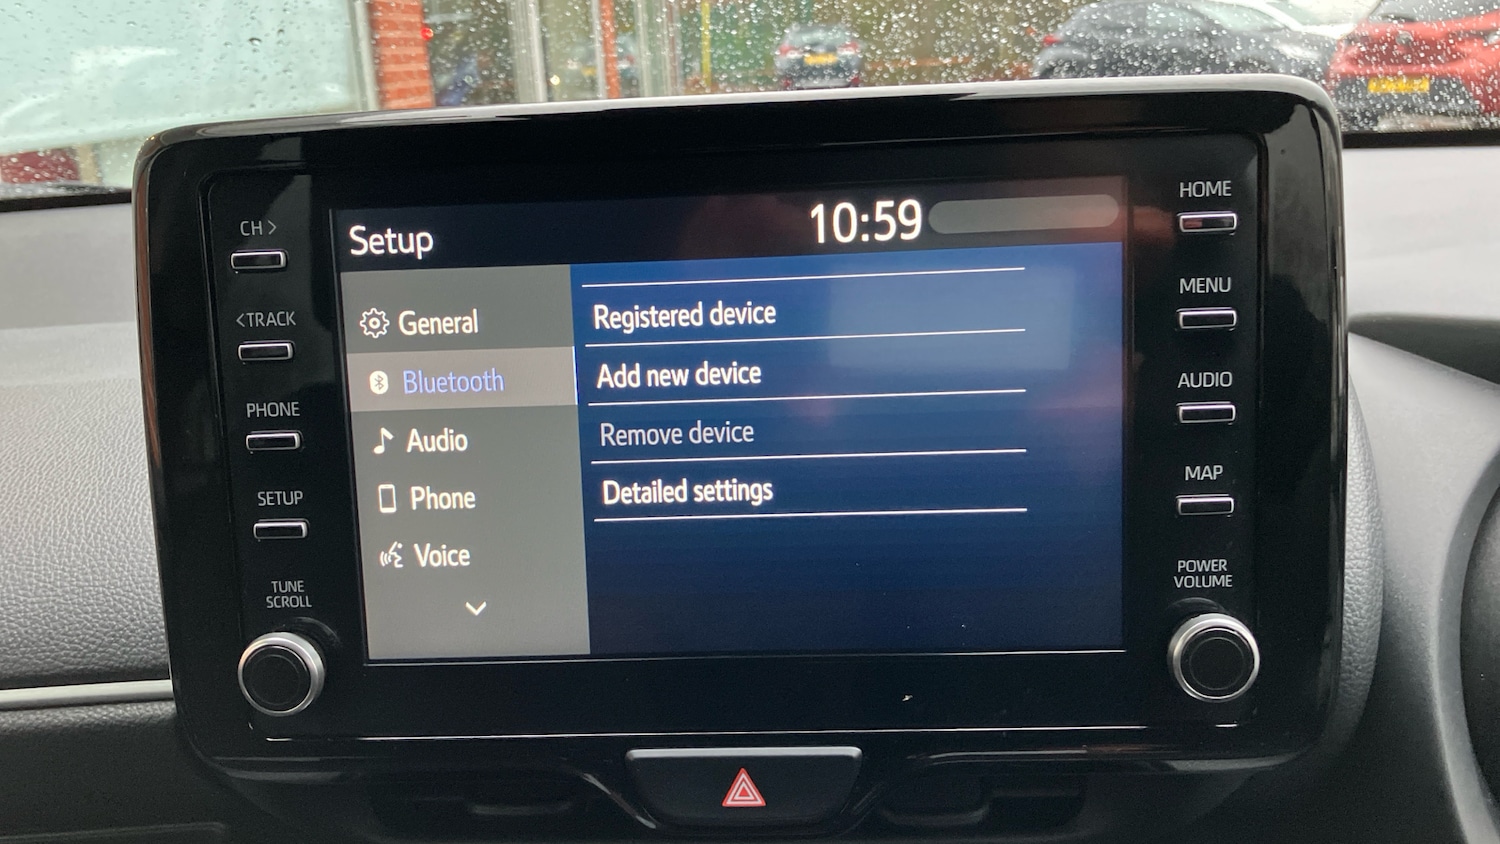 Setup
10:59
General
Bluetooth
Audio
Phone
Voice
Registered device
Add new device
Remove device
Detailed settings
CH >
< TRACK
PHONE
SETUP
TUNE
SCROLL
HOME
MENU
AUDIO
MAP
POWER
VOLUME